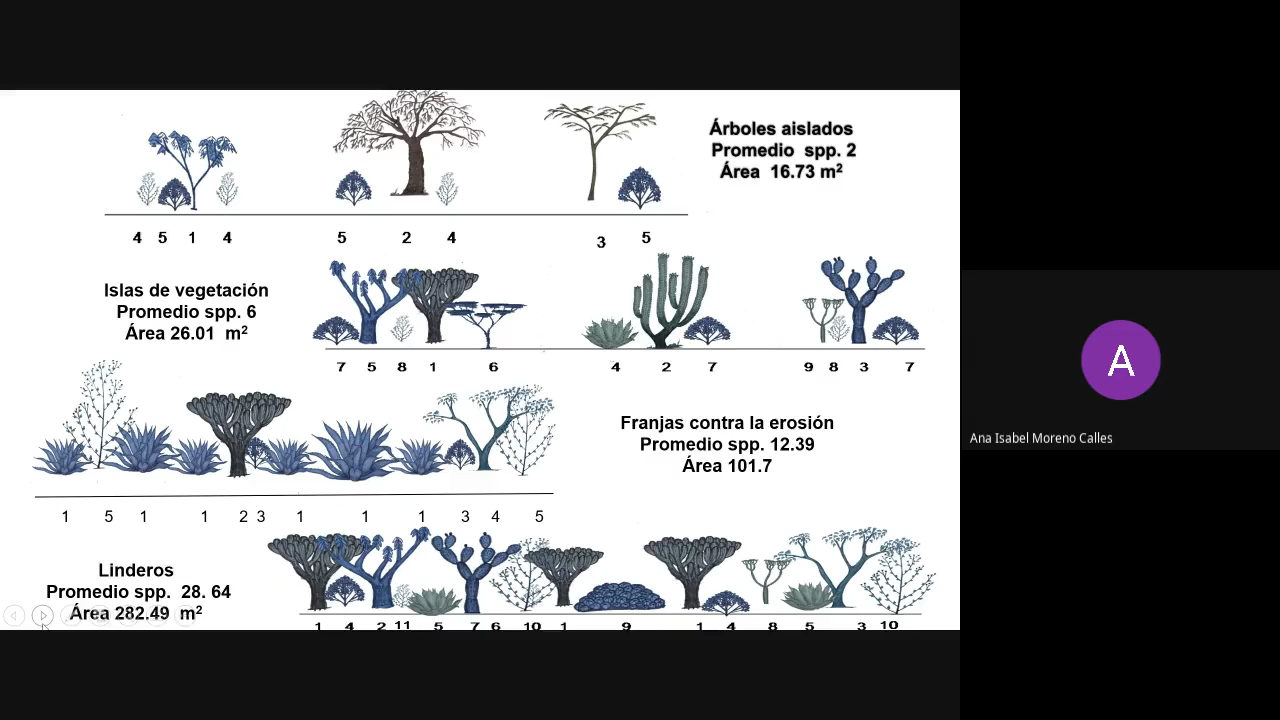 Árboles aislados
Promedio spp. 2
Área 16.73 m²
4 5 1 4 5 2 4 3 5
Islas de vegetación
Promedio spp. 6
Área 26.01 m²
7 5 8 1 6 4 2 7 9 8 3 7
Franjas contra la erosión
Promedio spp. 12.39
Área 101.7
A
Ana Isabel Moreno Calles
1 5 1 1 2 3 1 1 1 3 4 5
Linderos
Promedio spp. 28. 64
Área 282.49 m²
1 4 2 11 5 7 6 10 1 9 1 4 8 5 3 10